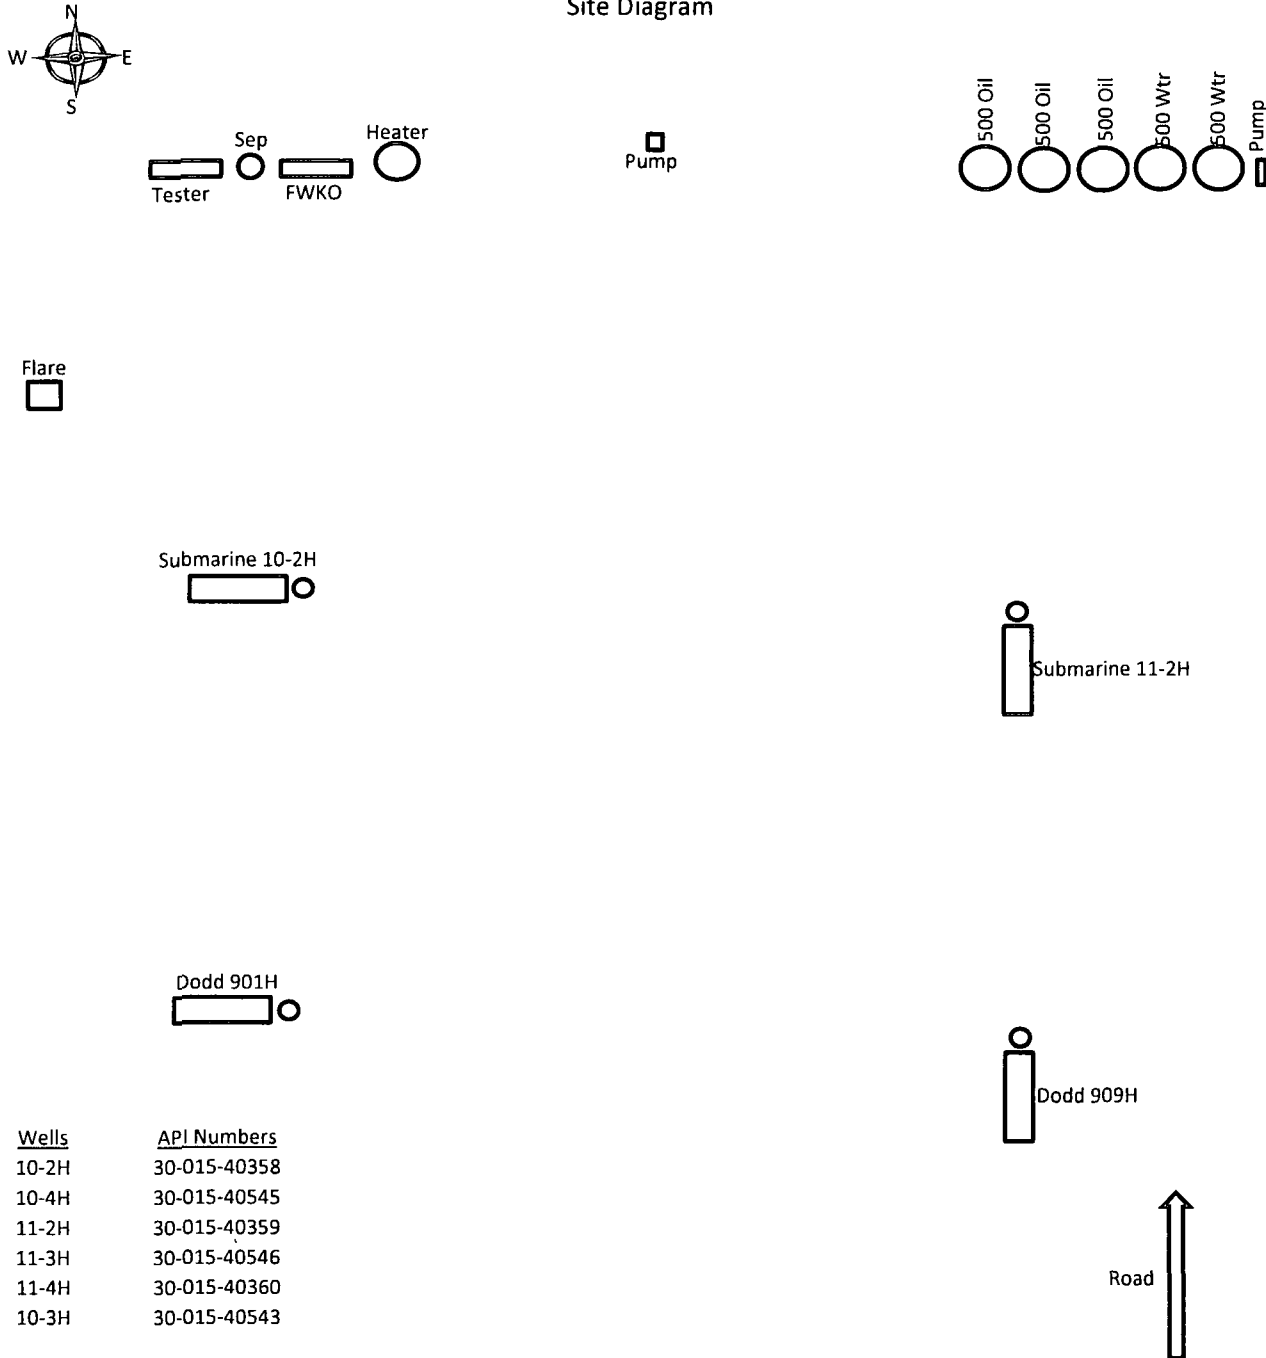 Site Diagram
N
W E
S
500 Oil
500 Oil
500 Oil
500 Wtr
500 Wtr
Pump
Tester
Sep
FWKO
Heater
Pump
Flare
Submarine 10-2H
Submarine 11-2H
Dodd 901H
Dodd 909H
Wells API Numbers
10-2H 30-015-40358
10-4H 30-015-40545
11-2H 30-015-40359
11-3H 30-015-40546
11-4H 30-015-40360
10-3H 30-015-40543
Road